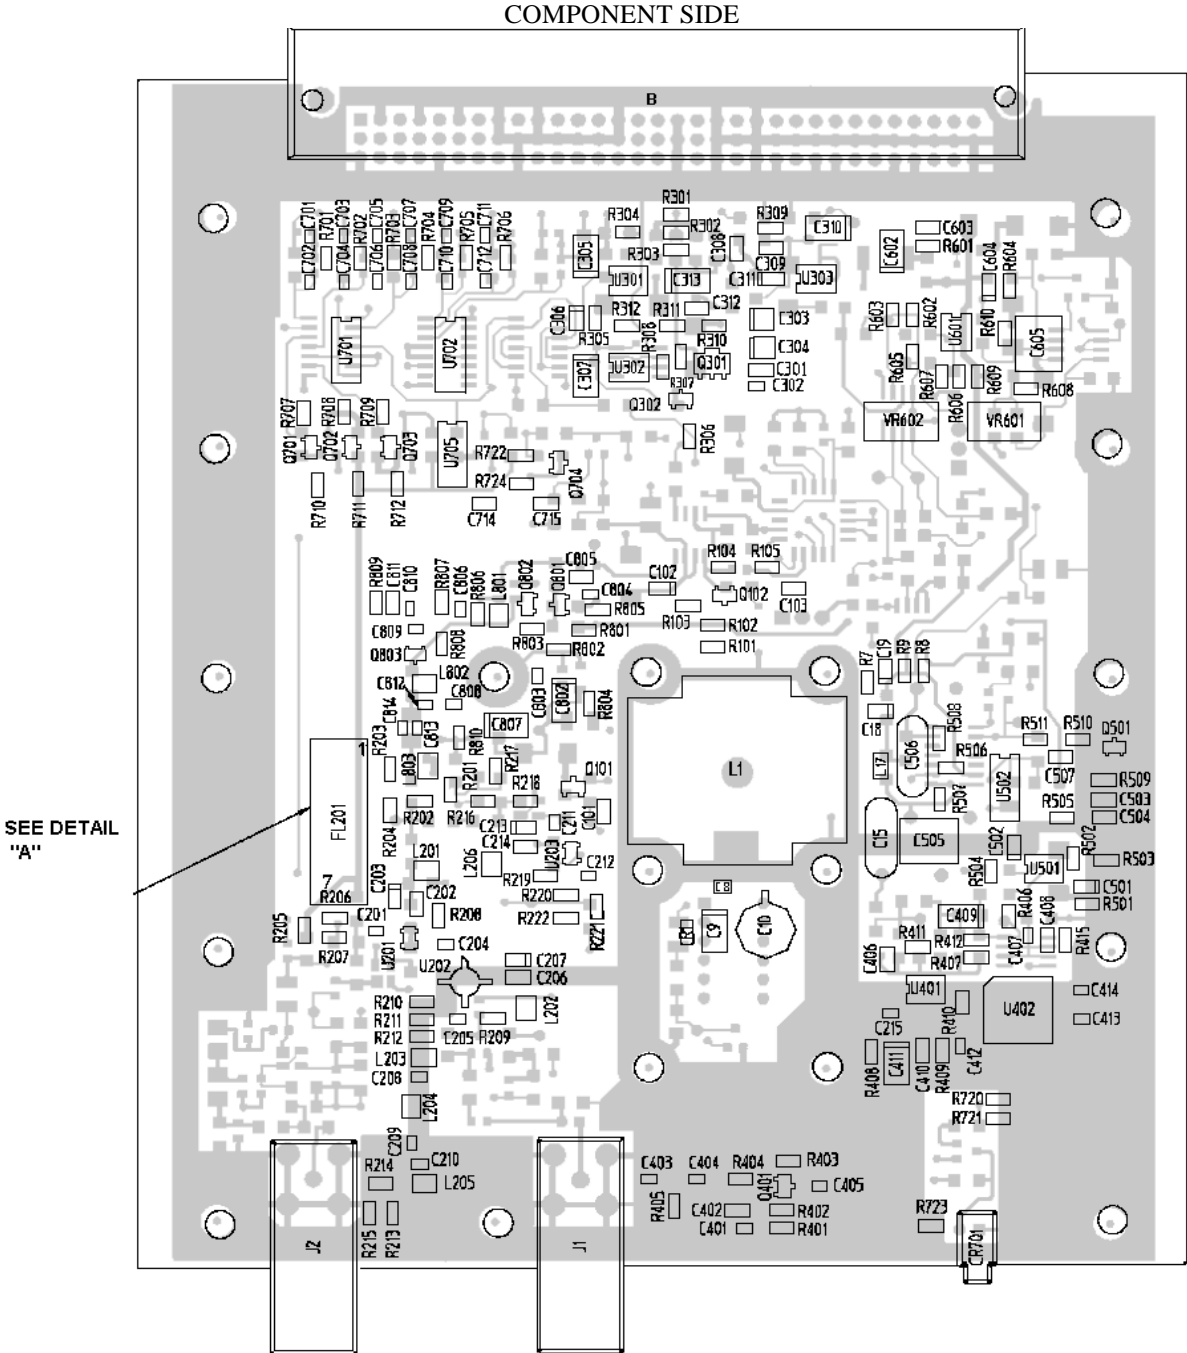 COMPONENT SIDE
B
R301
R304 R302 R309 C310
R303 C308 C309 C311
C701 R701 C703 R702 C705 R703 C707 R704 C709 R705 C711 R706
C702 C704 C706 C708 C710 C712
C305 U301 C313 U303 C602 C603 R601 C604 R604
C306 R305 R312 R311 C312 R310 C303
R308 C304
U701 U702 C307 U302 R307 Q301 C301 C302
R603 R602 U601 R610 C605
R605 R607 R606 R609 R608
Q302 R306 VR602 VR601
R707 R708 R709
Q701 Q702 Q703 U705 R722 R724 Q704
R710 R711 R712 C714 C715
R809 C811 C810 R807 C806 R806 L801 Q802 Q801 C805 C804 R805
C102 R104 R105 Q102 C103 R103 R102 R101
C809 Q803 R808 R803 R801 R802
L802 C812 C808 C803 C802 R804
C814 C813 R203 L803 R810 C807 R217
R7 C19 R9 R8
C18 C506 R508 L17 R506 R507
R511 R510 Q501 C507 U502 R509 C503 C504 R505
1
SEE DETAIL
"A"
FL201
7
R202 R201 R216 R218 Q101 C101
R204 C213 C214 C211 U203 C212
L201 L206 R219 R220 R222 R221
C203 C202 R208 C201 C204
R206 R205 R207 U201 U202 C207 C206
L1
C15 C505 C502 R504 U501 R502 R503 C501 R501
C8 CR1 C9 C10
C409 R406 C408 R411 R412 R407 C407 R415 C406
U401 R410 U402 C414 C413
R210 R211 R212 L203 C208 C205 R209 L202
C215 R408 C411 C410 R409 C412
L204 C209 C210 L205
R720 R721
R214 R215 R213
C403 C404 R404 R403 R405 Q401 C405
C402 R402 C401 R401
R723 CR701
J2 J1